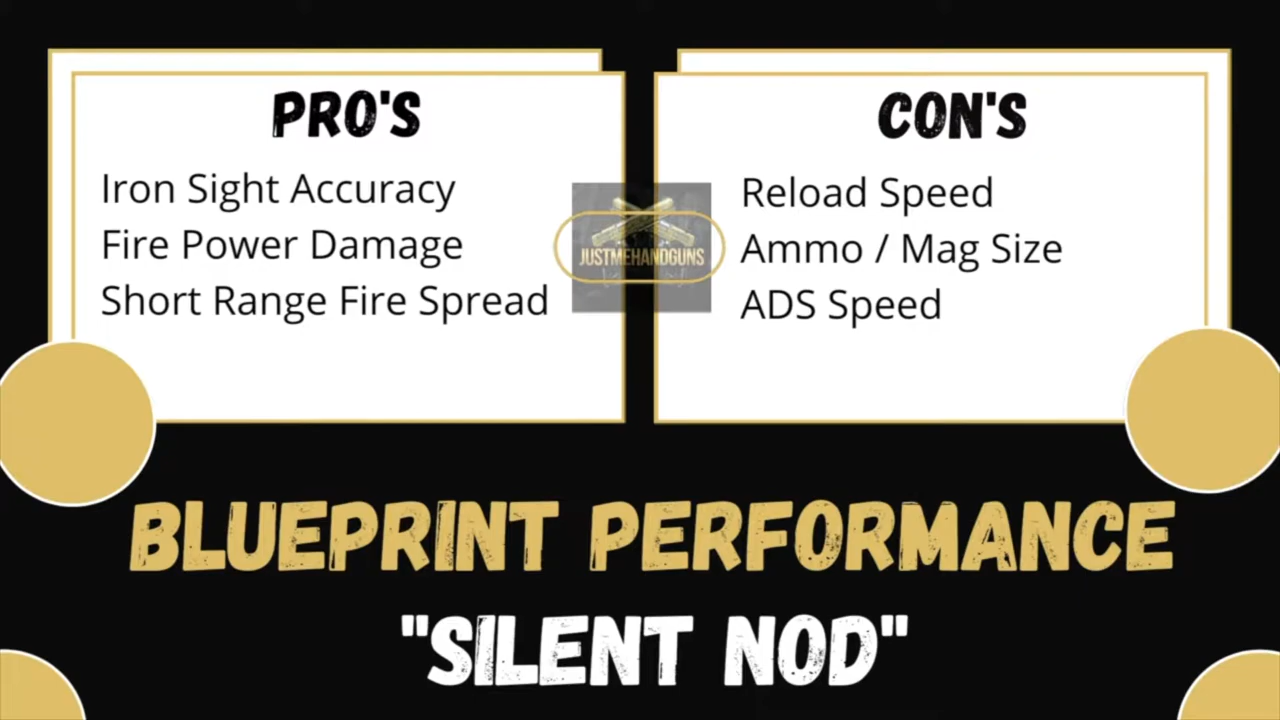 PRO'S
Iron Sight Accuracy
Fire Power Damage
Short Range Fire Spread
JUSTMEHANDGUNS
CON'S
Reload Speed
Ammo / Mag Size
ADS Speed
BLUEPRINT PERFORMANCE
"SILENT NOD"